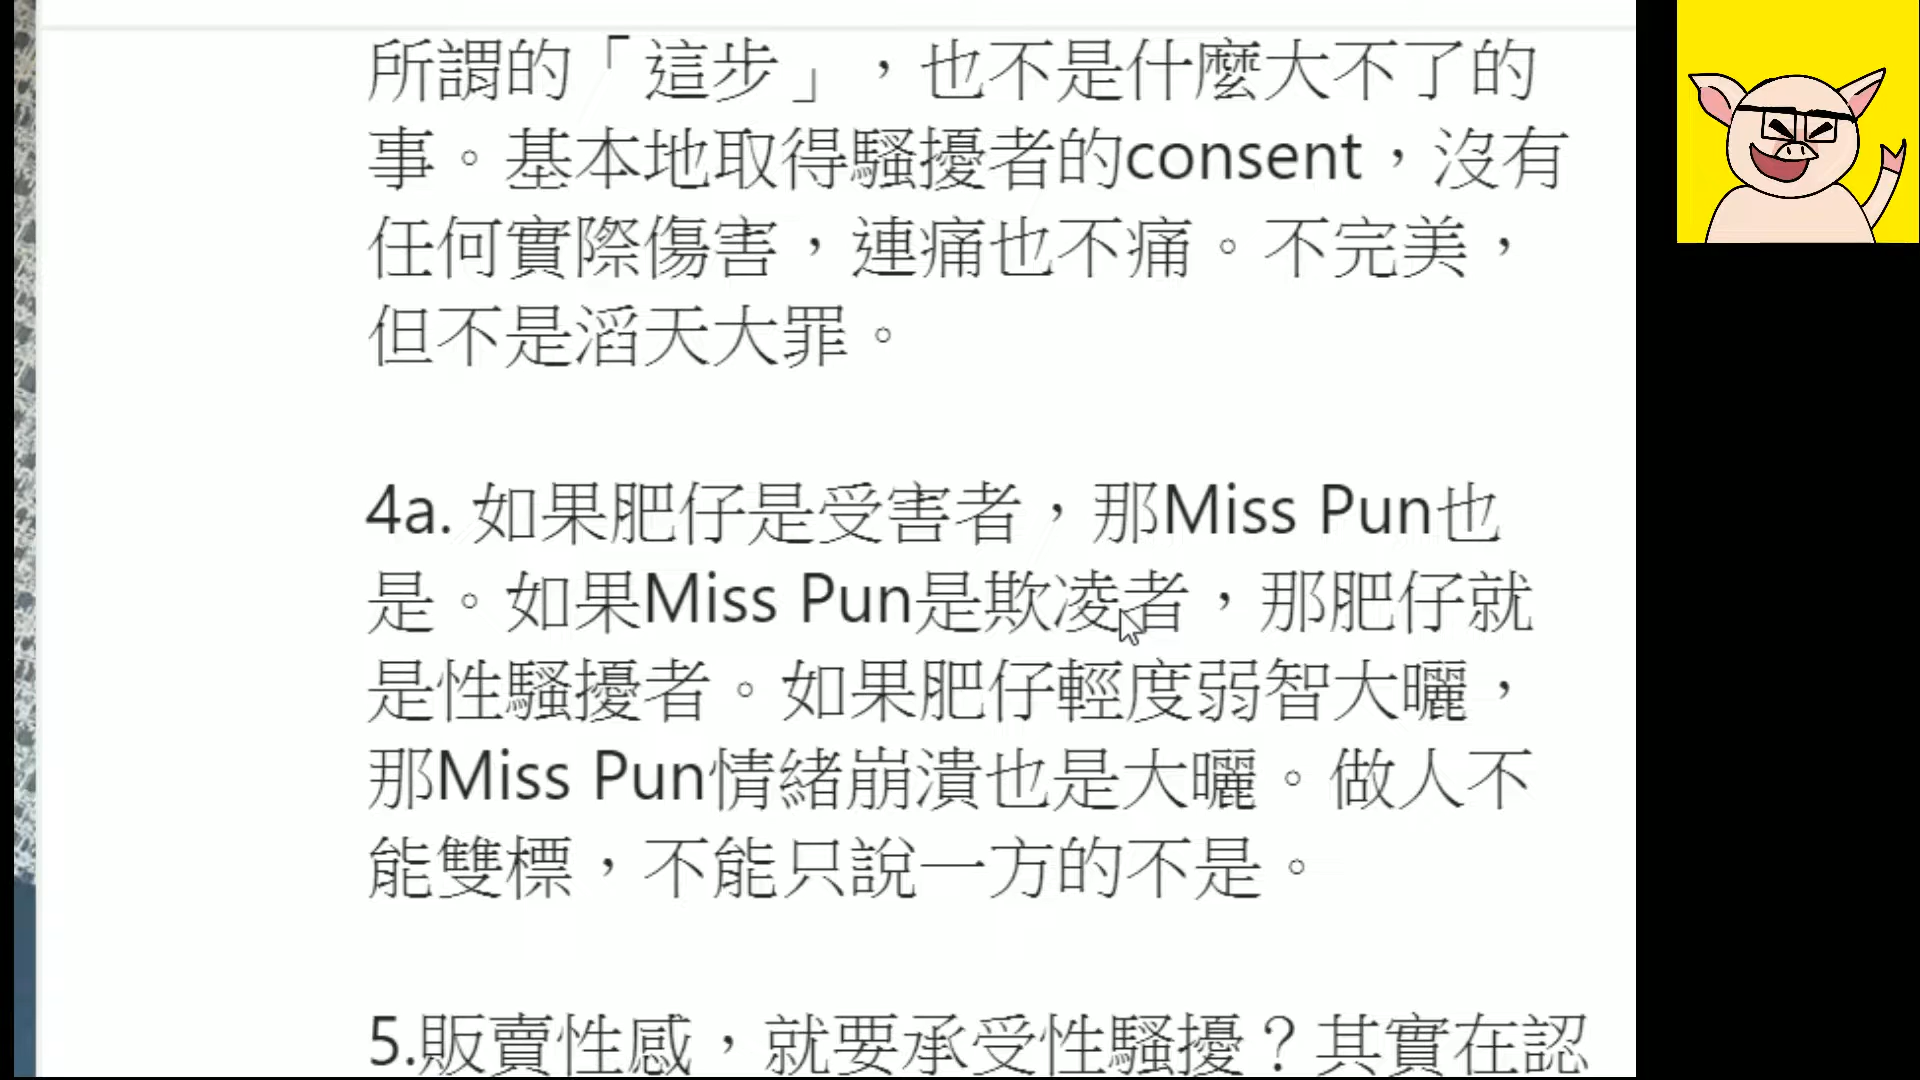 所謂的「這步」，也不是什麼大不了的
事。基本地取得騷擾者的consent，沒有
任何實際傷害，連痛也不痛。不完美，
但不是滔天大罪。
4a. 如果肥仔是受害者，那Miss Pun也
是。如果Miss Pun是欺凌者，那肥仔就
是性騷擾者。如果肥仔輕度弱智大曬，
那Miss Pun情緒崩潰也是大曬。做人不
能雙標，不能只說一方的不是。
5.販賣性感，就要承受性騷擾？其實在認